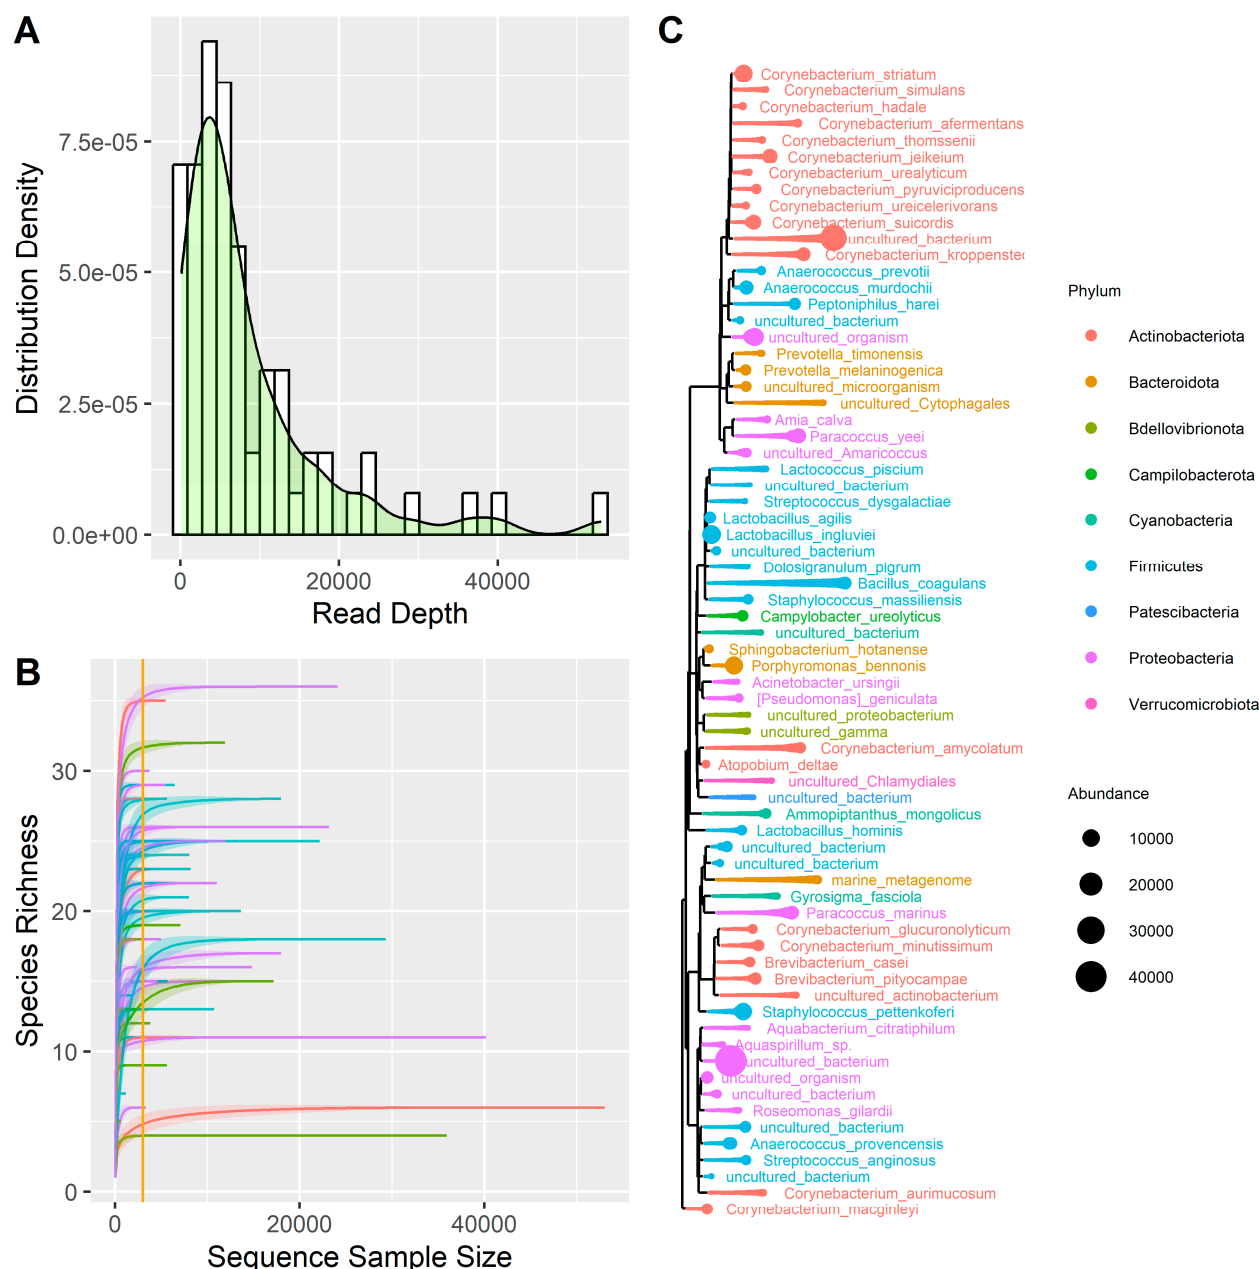 A
7.5e-05
5.0e-05
2.5e-05
0.0e+00
Distribution Density
0
20000
40000
Read Depth
B
30
20
10
0
Species Richness
0
20000
40000
Sequence Sample Size
C
Corynebacterium_striatum
Corynebacterium_simulans
Corynebacterium_hadale
Corynebacterium_afermentans
Corynebacterium_thomssenii
Corynebacterium_jeikeium
Corynebacterium_urealyticum
Corynebacterium_pyruviciproducens
Corynebacterium_ureicelerivorans
Corynebacterium_suicordis
uncultured_bacterium
Corynebacterium_kroppenstec
Anaerococcus_prevotii
Anaerococcus_murdochii
Peptoniphilus_harei
uncultured_bacterium
uncultured_organism
Prevotella_timonensis
Prevotella_melaninogenica
uncultured_microorganism
uncultured_Cytophagales
Amia_calva
Paracoccus_yeei
uncultured_Amaricoccus
Lactococcus_piscium
uncultured_bacterium
Streptococcus_dysgalactiae
Lactobacillus_agilis
Lactobacillus_ingluviei
uncultured_bacterium
Dolosigranulum_pigrum
Bacillus_coagulans
Staphylococcus_massiliensis
Campylobacter_ureolyticus
uncultured_bacterium
Sphingobacterium_hotanense
Porphyromonas_bennonis
Acinetobacter_ursingii
[Pseudomonas]_geniculata
uncultured_proteobacterium
uncultured_gamma
Corynebacterium_amycolatum
Atopobium_deltae
uncultured_Chlamydiales
uncultured_bacterium
Ammopiptanthus_mongolicus
Lactobacillus_hominis
uncultured_bacterium
uncultured_bacterium
marine_metagenome
Gyrosigma_fasciola
Paracoccus_marinus
Corynebacterium_glucuronolyticum
Corynebacterium_minutissimum
Brevibacterium_casei
Brevibacterium_pityocampae
uncultured_actinobacterium
Staphylococcus_pettenkoferi
Aquabacterium_citratiphilum
Aquaspirillum_sp.
uncultured_bacterium
uncultured_organism
uncultured_bacterium
Roseomonas_gilardii
uncultured_bacterium
Anaerococcus_provencensis
Streptococcus_anginosus
uncultured_bacterium
Corynebacterium_aurimucosum
Corynebacterium_macginleyi
Phylum
Actinobacteriota
Bacteroidota
Bdellovibrionota
Campilobacterota
Cyanobacteria
Firmicutes
Patescibacteria
Proteobacteria
Verrucomicrobiota
Abundance
10000
20000
30000
40000